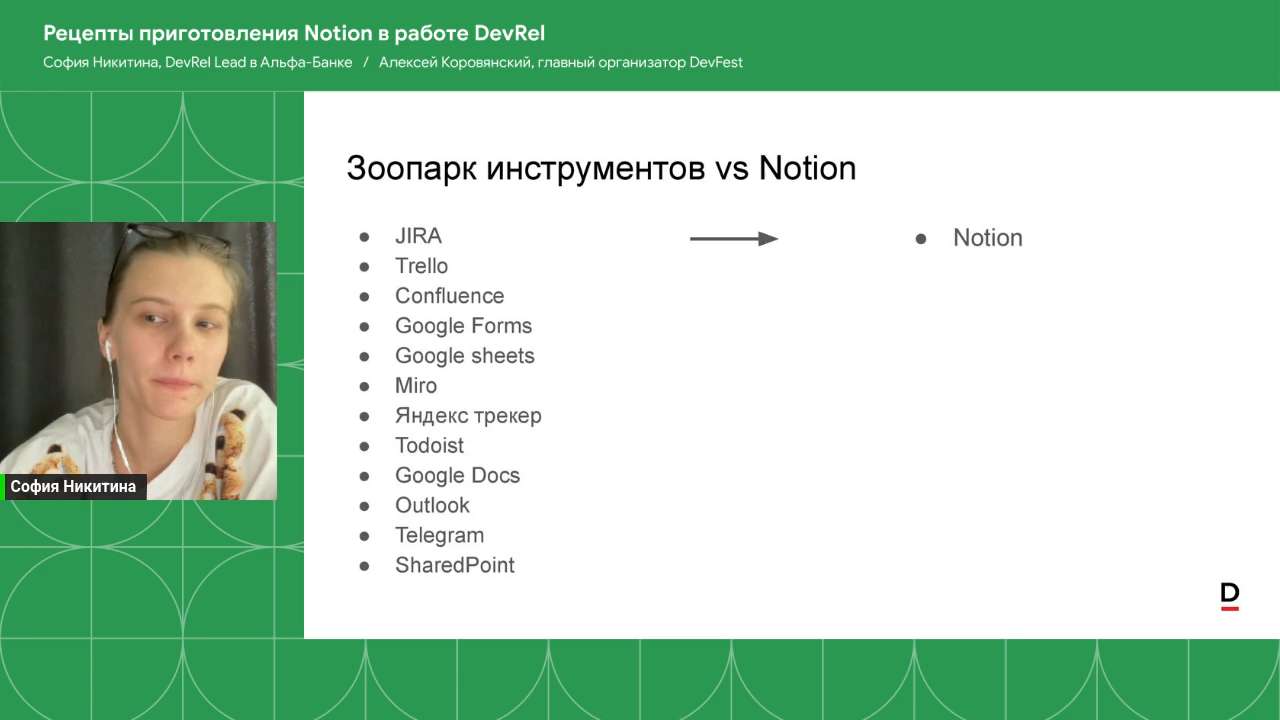 Рецепты приготовления Notion в работе DevRel
София Никитина, DevRel Lead в Альфа-Банке / Алексей Коровянский, главный организатор DevFest
Зоопарк инструментов vs Notion
● JIRA
● Trello
● Confluence
● Google Forms
● Google sheets
● Miro
● Яндекс трекер
● Todoist
● Google Docs
● Outlook
● Telegram
● SharedPoint
● Notion
София Никитина
D